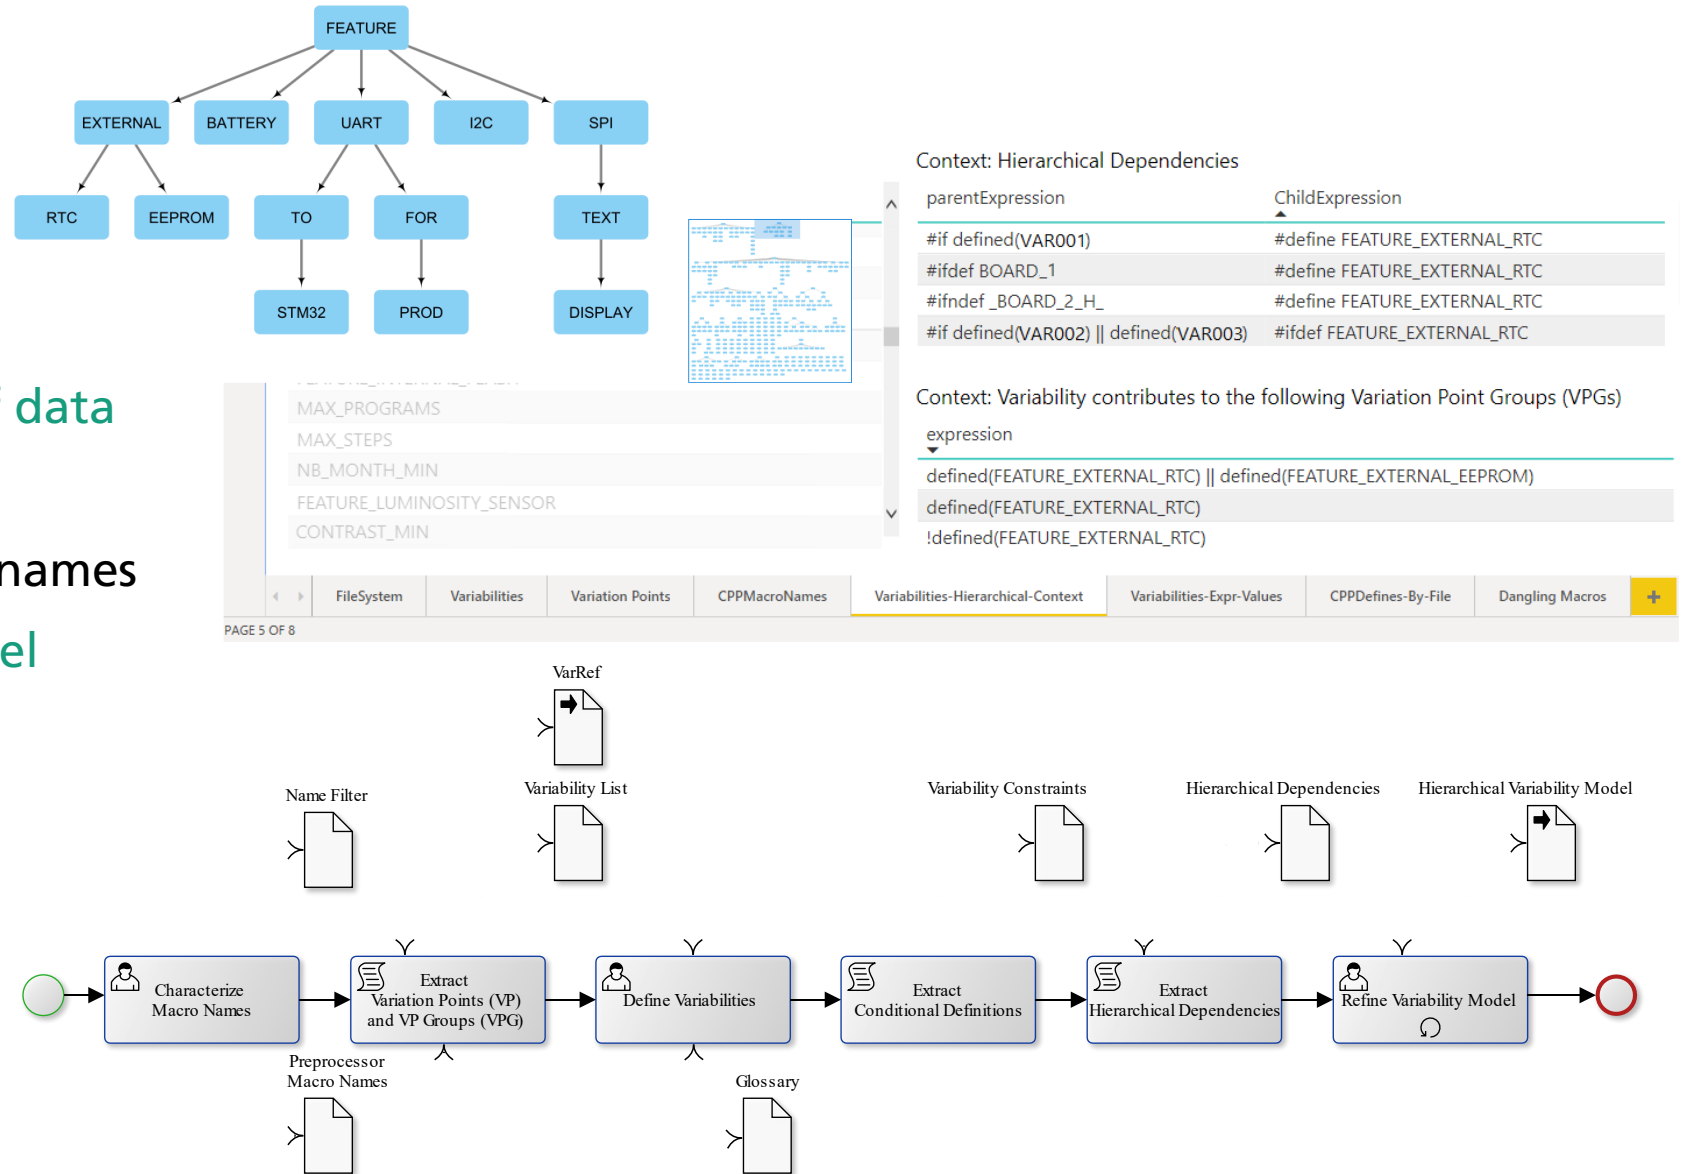 FEATURE
EXTERNAL
BATTERY
UART
I2C
SPI
RTC
EEPROM
TO
FOR
TEXT
STM32
PROD
DISPLAY
data
names
el
Context: Hierarchical Dependencies
parentExpression ChildExpression
#if defined(VAR001) #define FEATURE_EXTERNAL_RTC
#ifdef BOARD_1 #define FEATURE_EXTERNAL_RTC
#ifndef _BOARD_2_H_ #define FEATURE_EXTERNAL_RTC
#if defined(VAR002) || defined(VAR003) #ifdef FEATURE_EXTERNAL_RTC
Context: Variability contributes to the following Variation Point Groups (VPGs)
expression
defined(FEATURE_EXTERNAL_RTC) || defined(FEATURE_EXTERNAL_EEPROM)
defined(FEATURE_EXTERNAL_RTC)
!defined(FEATURE_EXTERNAL_RTC)
MAX_PROGRAMS
MAX_STEPS
NB_MONTH_MIN
FEATURE_LUMINOSITY_SENSOR
CONTRAST_MIN
FileSystem
Variabilities
Variation Points
CPPMacroNames
Variabilities-Hierarchical-Context
Variabilities-Expr-Values
CPPDefines-By-File
Dangling Macros
+
PAGE 5 OF 8
VarRef
Name Filter
Variability List
Variability Constraints
Hierarchical Dependencies
Hierarchical Variability Model
Characterize
Macro Names
Extract
Variation Points (VP)
and VP Groups (VPG)
Define Variabilities
Extract
Conditional Definitions
Extract
Hierarchical Dependencies
Refine Variability Model
Preprocessor
Macro Names
Glossary